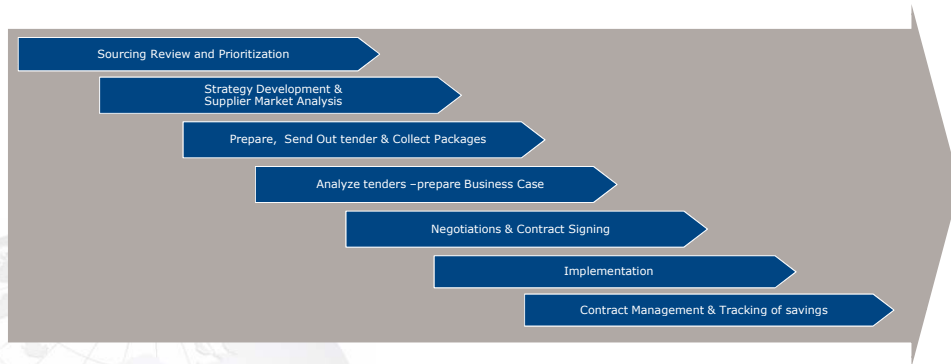 Sourcing Review and Prioritization
Strategy Development &
Supplier Market Analysis
Prepare, Send Out tender & Collect Packages
Analyze tenders –prepare Business Case
Negotiations & Contract Signing
Implementation
Contract Management & Tracking of savings